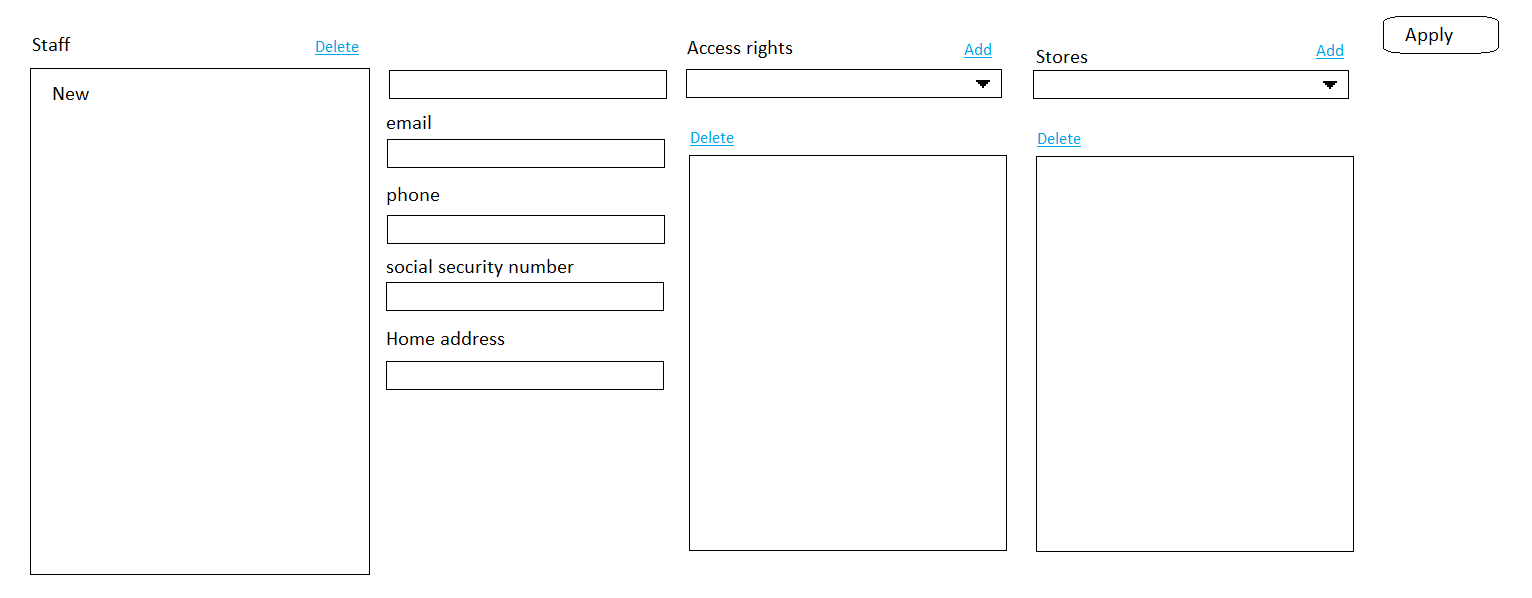 Staff
Delete
New
email
phone
social security number
Home address
Access rights
Add
Delete
Stores
Add
Delete
Apply